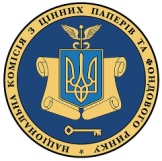 НАЦІОНАЛЬНА КОМІСІЯ З ЦІННИХ ПАПЕРІВ ТА ФОНДОВОГО РИНКУ